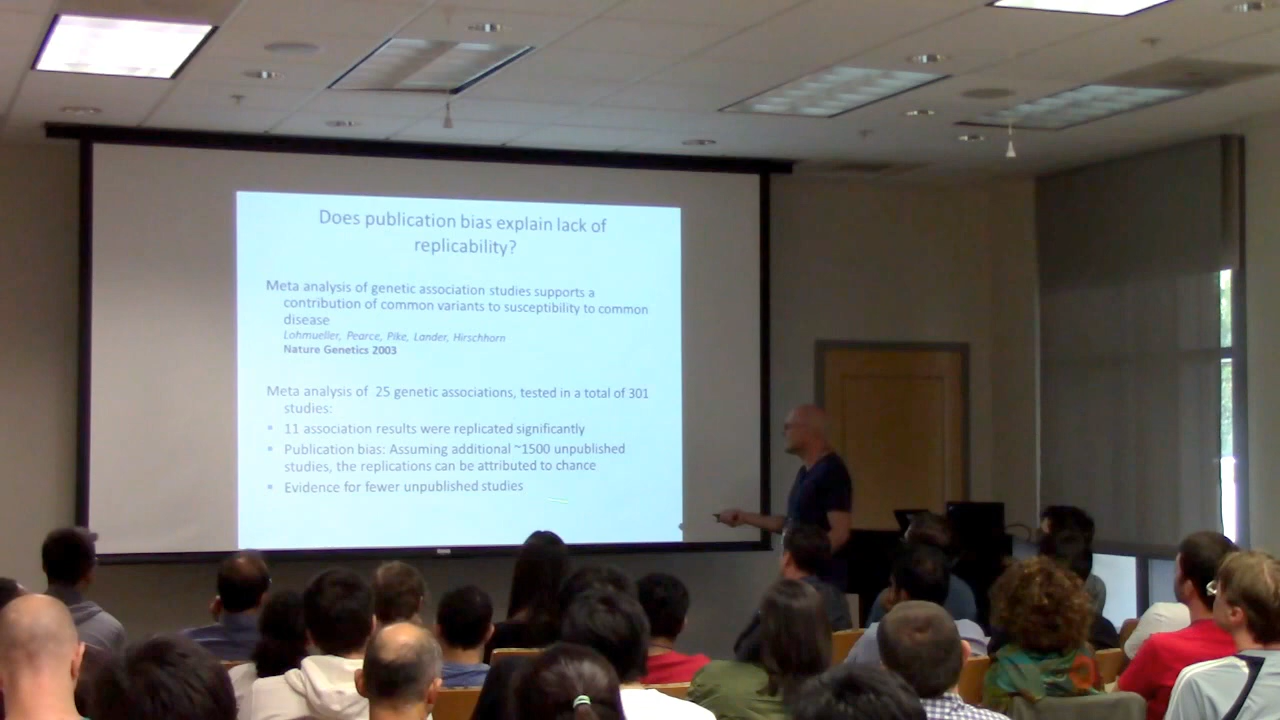 Does publication bias explain lack of
replicability?
Meta analysis of genetic association studies supports a
contribution of common variants to susceptibility to common
disease
Lohmueller, Pearce, Pike, Lander, Hirschhorn
Nature Genetics 2003
Meta analysis of 25 genetic associations, tested in a total of 301
studies:
▪ 11 association results were replicated significantly
▪ Publication bias: Assuming additional ~1500 unpublished
studies, the replications can be attributed to chance
▪ Evidence for fewer unpublished studies